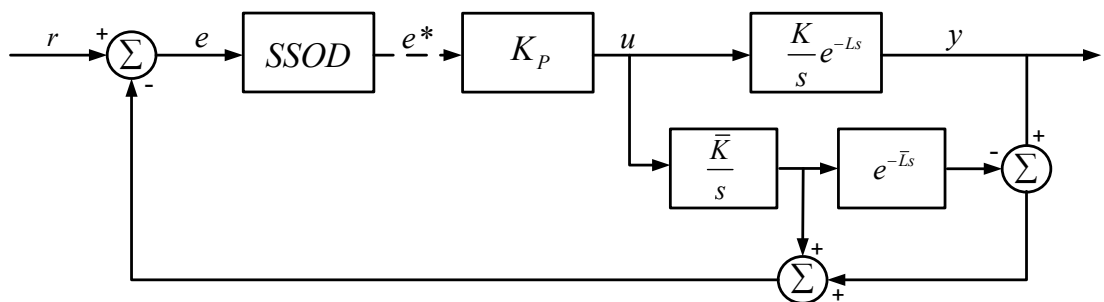 r + Σ - e SSOD e* K_P u K/s e^{-Ls} y
K̄/s e^{-L̄s} - + Σ
+ Σ +